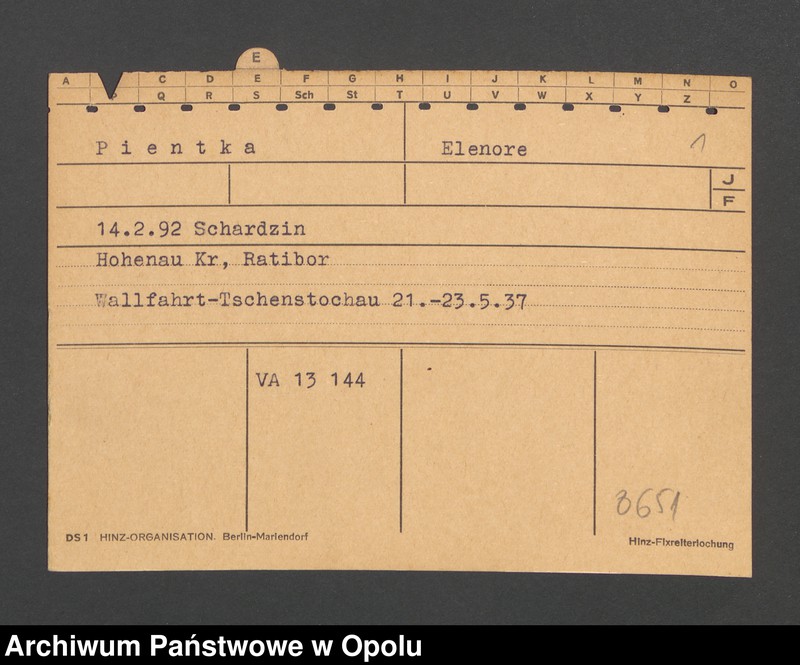 E
A C D E F G H I J K L M N O
P Q R S Sch St T U V W X Y Z
Pientka Elenore 1
J
F
14.2.92 Schardzin
Hohenau Kr, Ratibor
Wallfahrt-Tschenstochau 21.-23.5.37
VA 13 144
3651
DS1 HINZ-ORGANISATION. Berlin-Mariendorf Hinz-Fixreiterlochung
Archiwum Państwowe w Opolu